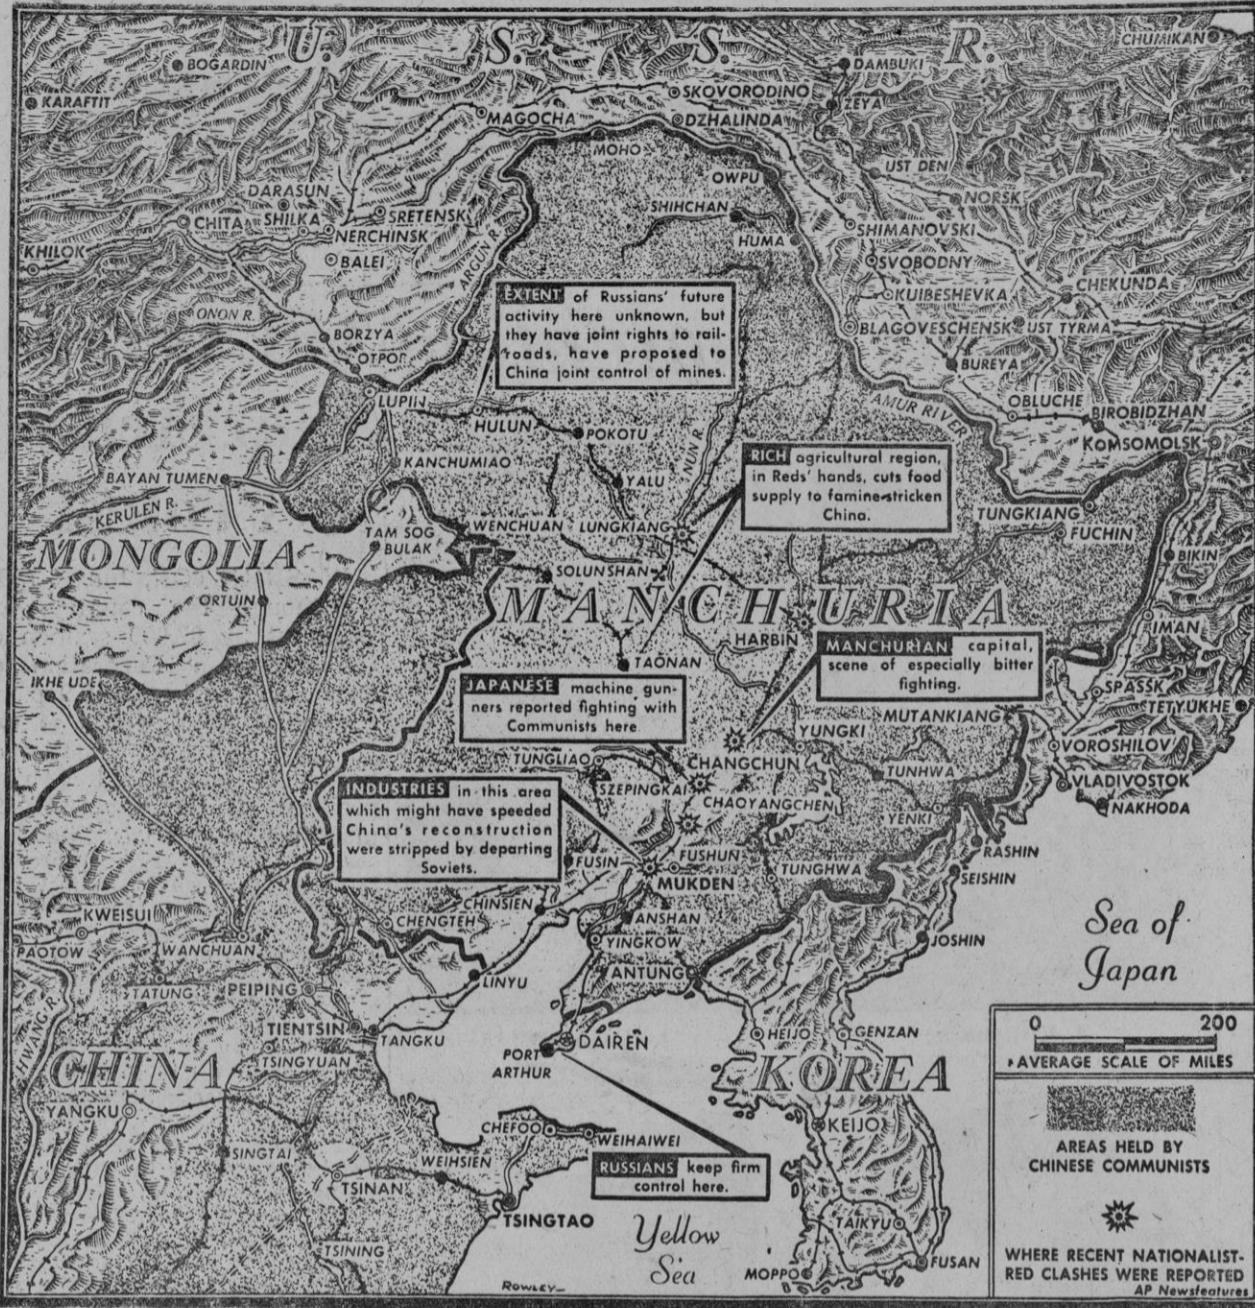 U. S. S. R.
CHUMIKAN
BOGARDIN
DAMBUKI
KARAFTIT
SKOVORODINO
ZEYA
MAGOCHA
DZHALINDA
MOHO
UST DEN
OWPU
DARASUN
NORSK
SHILKA
SRETENSK
SHIHCHAN
CHITA
NERCHINSK
SHIMANOVSKI
KHILOK
HUMA
BALEI
ARGUN R.
SVOBODNY
CHEKUNDA
KUIBESHEVKA
ONON R.
EXTENT of Russians' future
activity here unknown, but
they have joint rights to rail-
roads, have proposed to
China joint control of mines.
BLAGOVESCHENSK
UST TYRMA
BORZYA
OTPOR
BUREYA
LUPIN
AMUR RIVER
OBLUCHE
BIROBIDZHAN
HULUN
POKOTU
NUN R.
KOMSOMOLSK
KANCHUMIAO
RICH agricultural region,
in Reds' hands, cuts food
supply to famine-stricken
China.
BAYAN TUMEN
YALU
KERULEN R.
TUNGKIANG
WENCHUAN
LUNGKIANG
FUCHIN
TAM SOG
BULAK
MONGOLIA
BIKIN
SOLUNSHAN
ORTUIN
MANCHURIA
IMAN
HARBIN
MANCHURIAN capital,
scene of especially bitter
fighting.
TAONAN
IKHE UDE
JAPANESE machine gun-
ners reported fighting with
Communists here
SPASSK
TETYUKHE
MUTANKIANG
YUNGKI
VOROSHILOV
TUNGLIAO
CHANGCHUN
TUNHWA
VLADIVOSTOK
INDUSTRIES in this area
which might have speeded
China's reconstruction
were stripped by departing
Soviets.
SZEPINGKAI
CHAOYANGCHEN
NAKHODA
YENKI
RASHIN
FUSIN
FUSHUN
TUNGHWA
SEISHIN
MUKDEN
CHINSIEN
KWEISUI
CHENGTEH
ANSHAN
Sea of
Japan
PAOTOW
WANCHUAN
YINGKOW
JOSHIN
ANTUNG
LINYU
TATUNG
PEIPING
HWANG R.
TIENTSIN
TANGKU
HEIJO
GENZAN
DAIREN
PORT
ARTHUR
TSINGYUAN
CHINA
KOREA
YANGKU
CHEFOO
WEIHAIWEI
KEIJO
SINGTAI
WEIHSIEN
RUSSIANS keep firm
control here.
TSINAN
TSINGTAO
TAIKYU
Yellow
Sea
TSINING
FUSAN
MOPPO
ROWLEY
0 200
AVERAGE SCALE OF MILES
AREAS HELD BY
CHINESE COMMUNISTS
WHERE RECENT NATIONALIST-
RED CLASHES WERE REPORTED
AP Newsfeatures